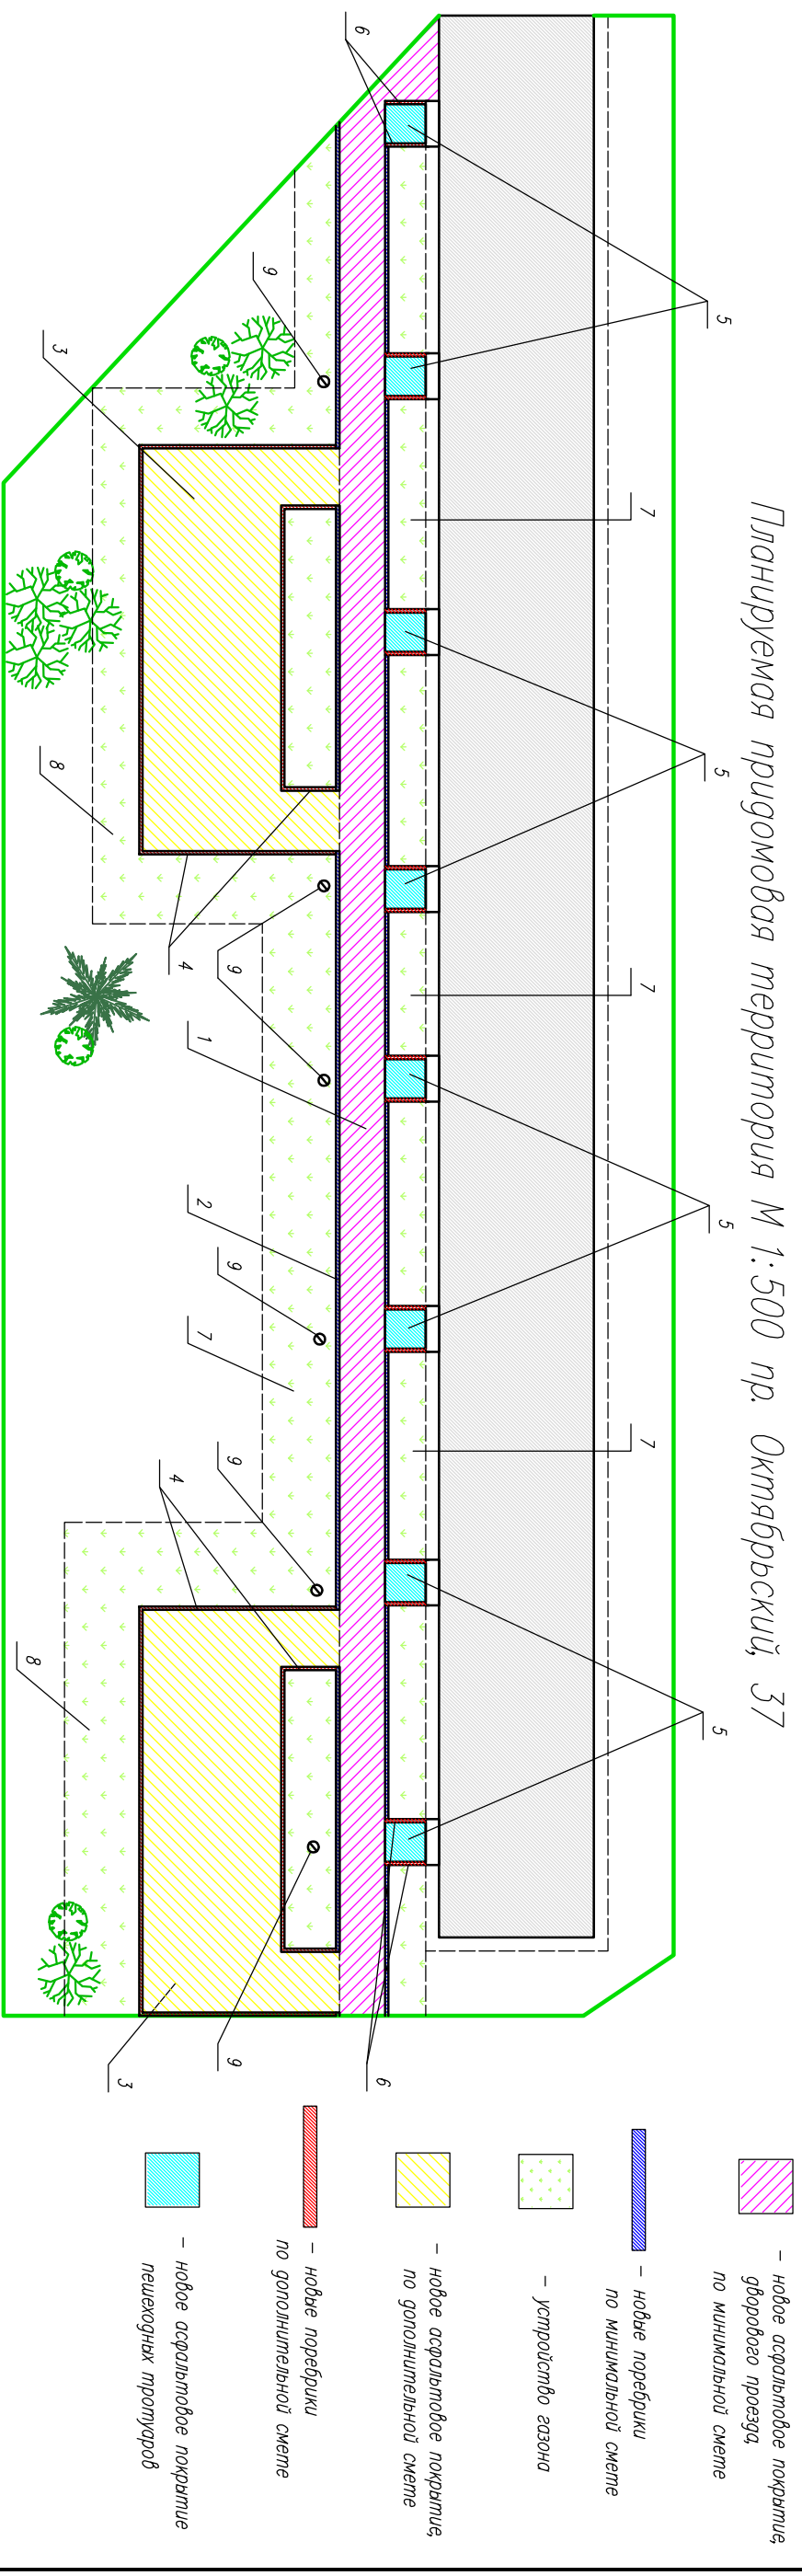 Планируемая придомовая территория М 1:500 пр. Октябрьский, 37
6
5
5
5
5
7
7
7
9
3
8
4
9
1
2
9
7
9
4
8
9
3
6
– новое асфальтовое покрытие,
дворового проезда,
по минимальной смете
– новые поребрики
по минимальной смете
– устройство газона
– новое асфальтовое покрытие,
по дополнительной смете
– новые поребрики
по дополнительной смете
– новое асфальтовое покрытие
пешеходных тротуаров